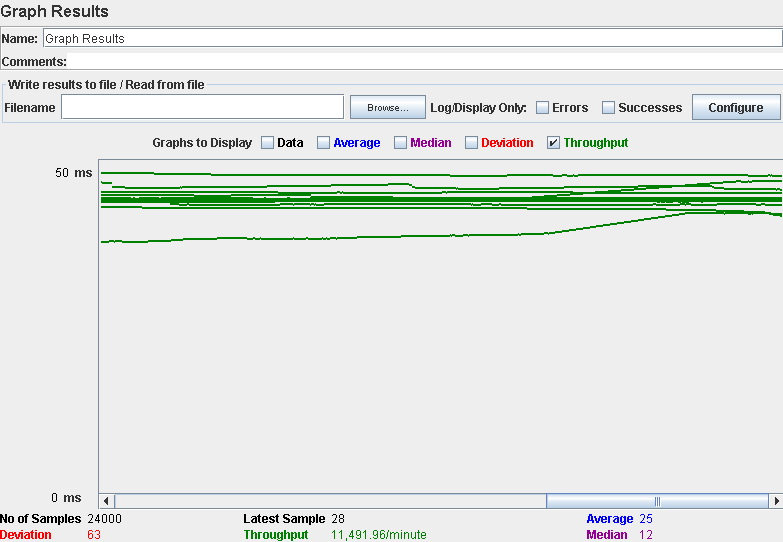 Graph Results
Name: Graph Results
Comments:
Write results to file / Read from file
Filename Browse... Log/Display Only: Errors Successes Configure
Graphs to Display Data Average Median Deviation Throughput
50 ms
0 ms
No of Samples 24000 Latest Sample 28 Average 25
Deviation 63 Throughput 11,491.96/minute Median 12